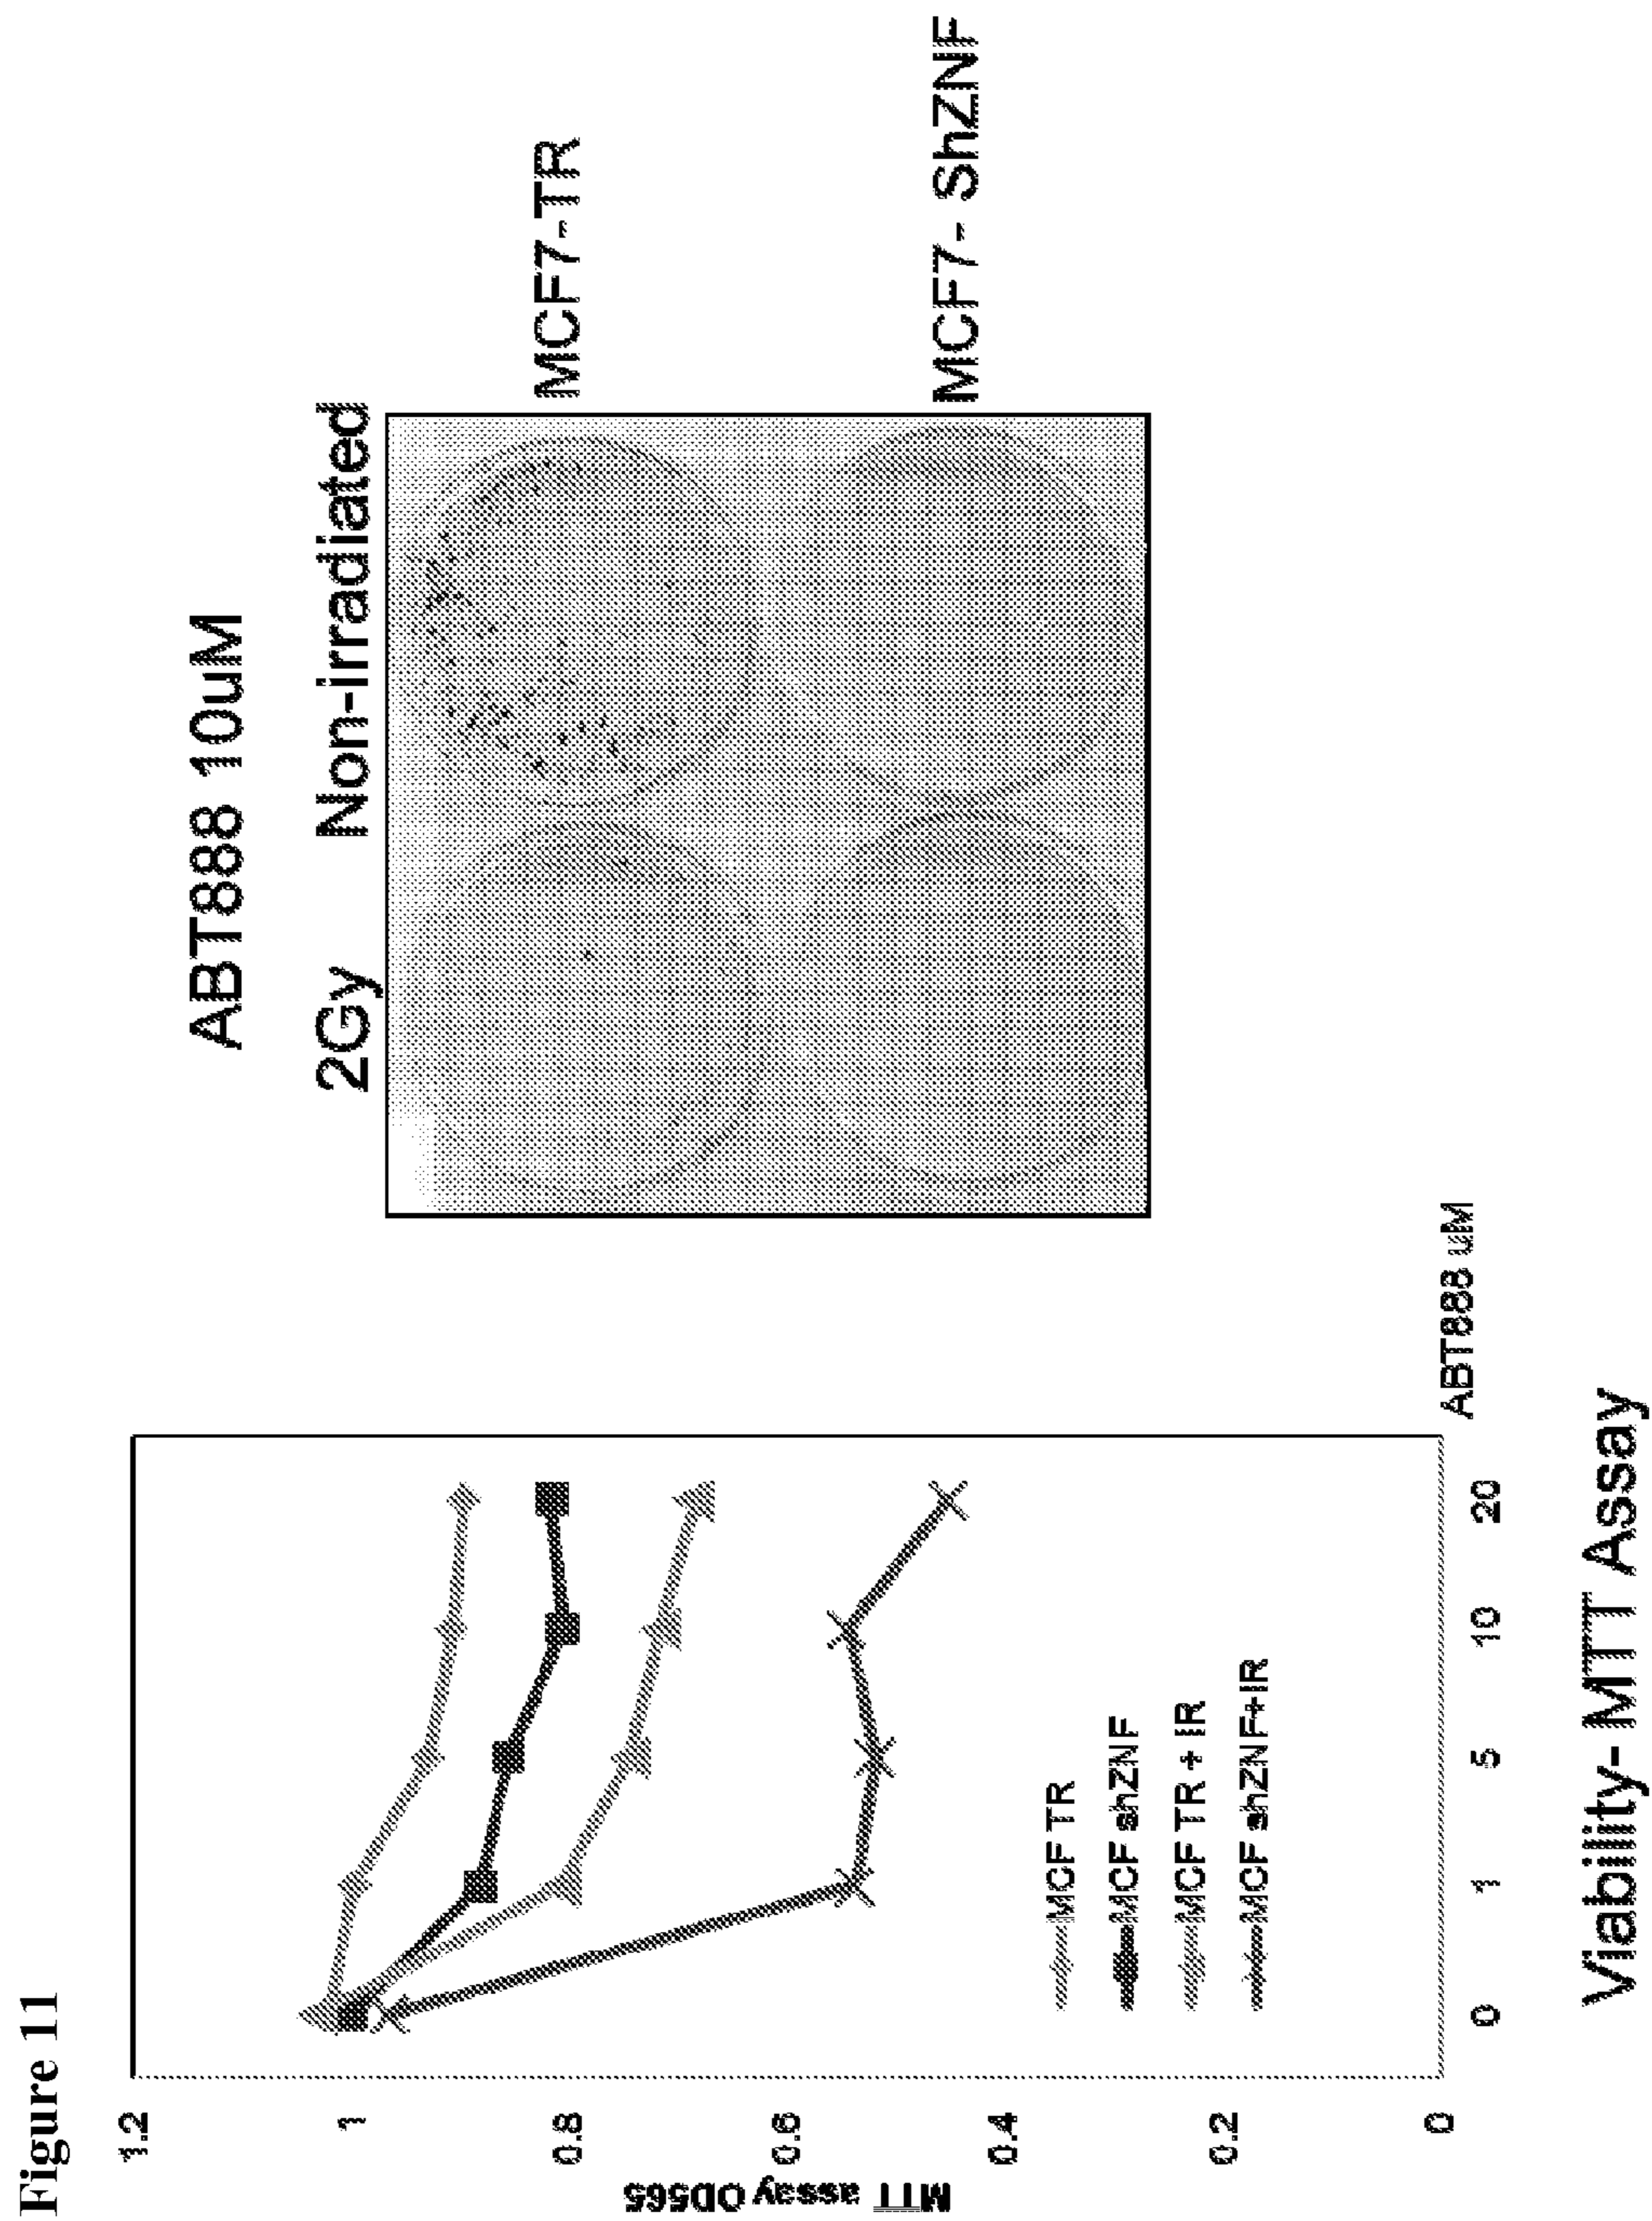 Figure 11
MTT assay OD565
1.2
1
0.8
0.6
0.4
0.2
0
0 1 5 10 20
ABT888 uM
MCF TR
MCF shZNF
MCF TR + IR
MCF shZNF+IR
Viability- MTT Assay
ABT888 10uM
2Gy Non-irradiated
MCF7-TR
MCF7- ShZNF